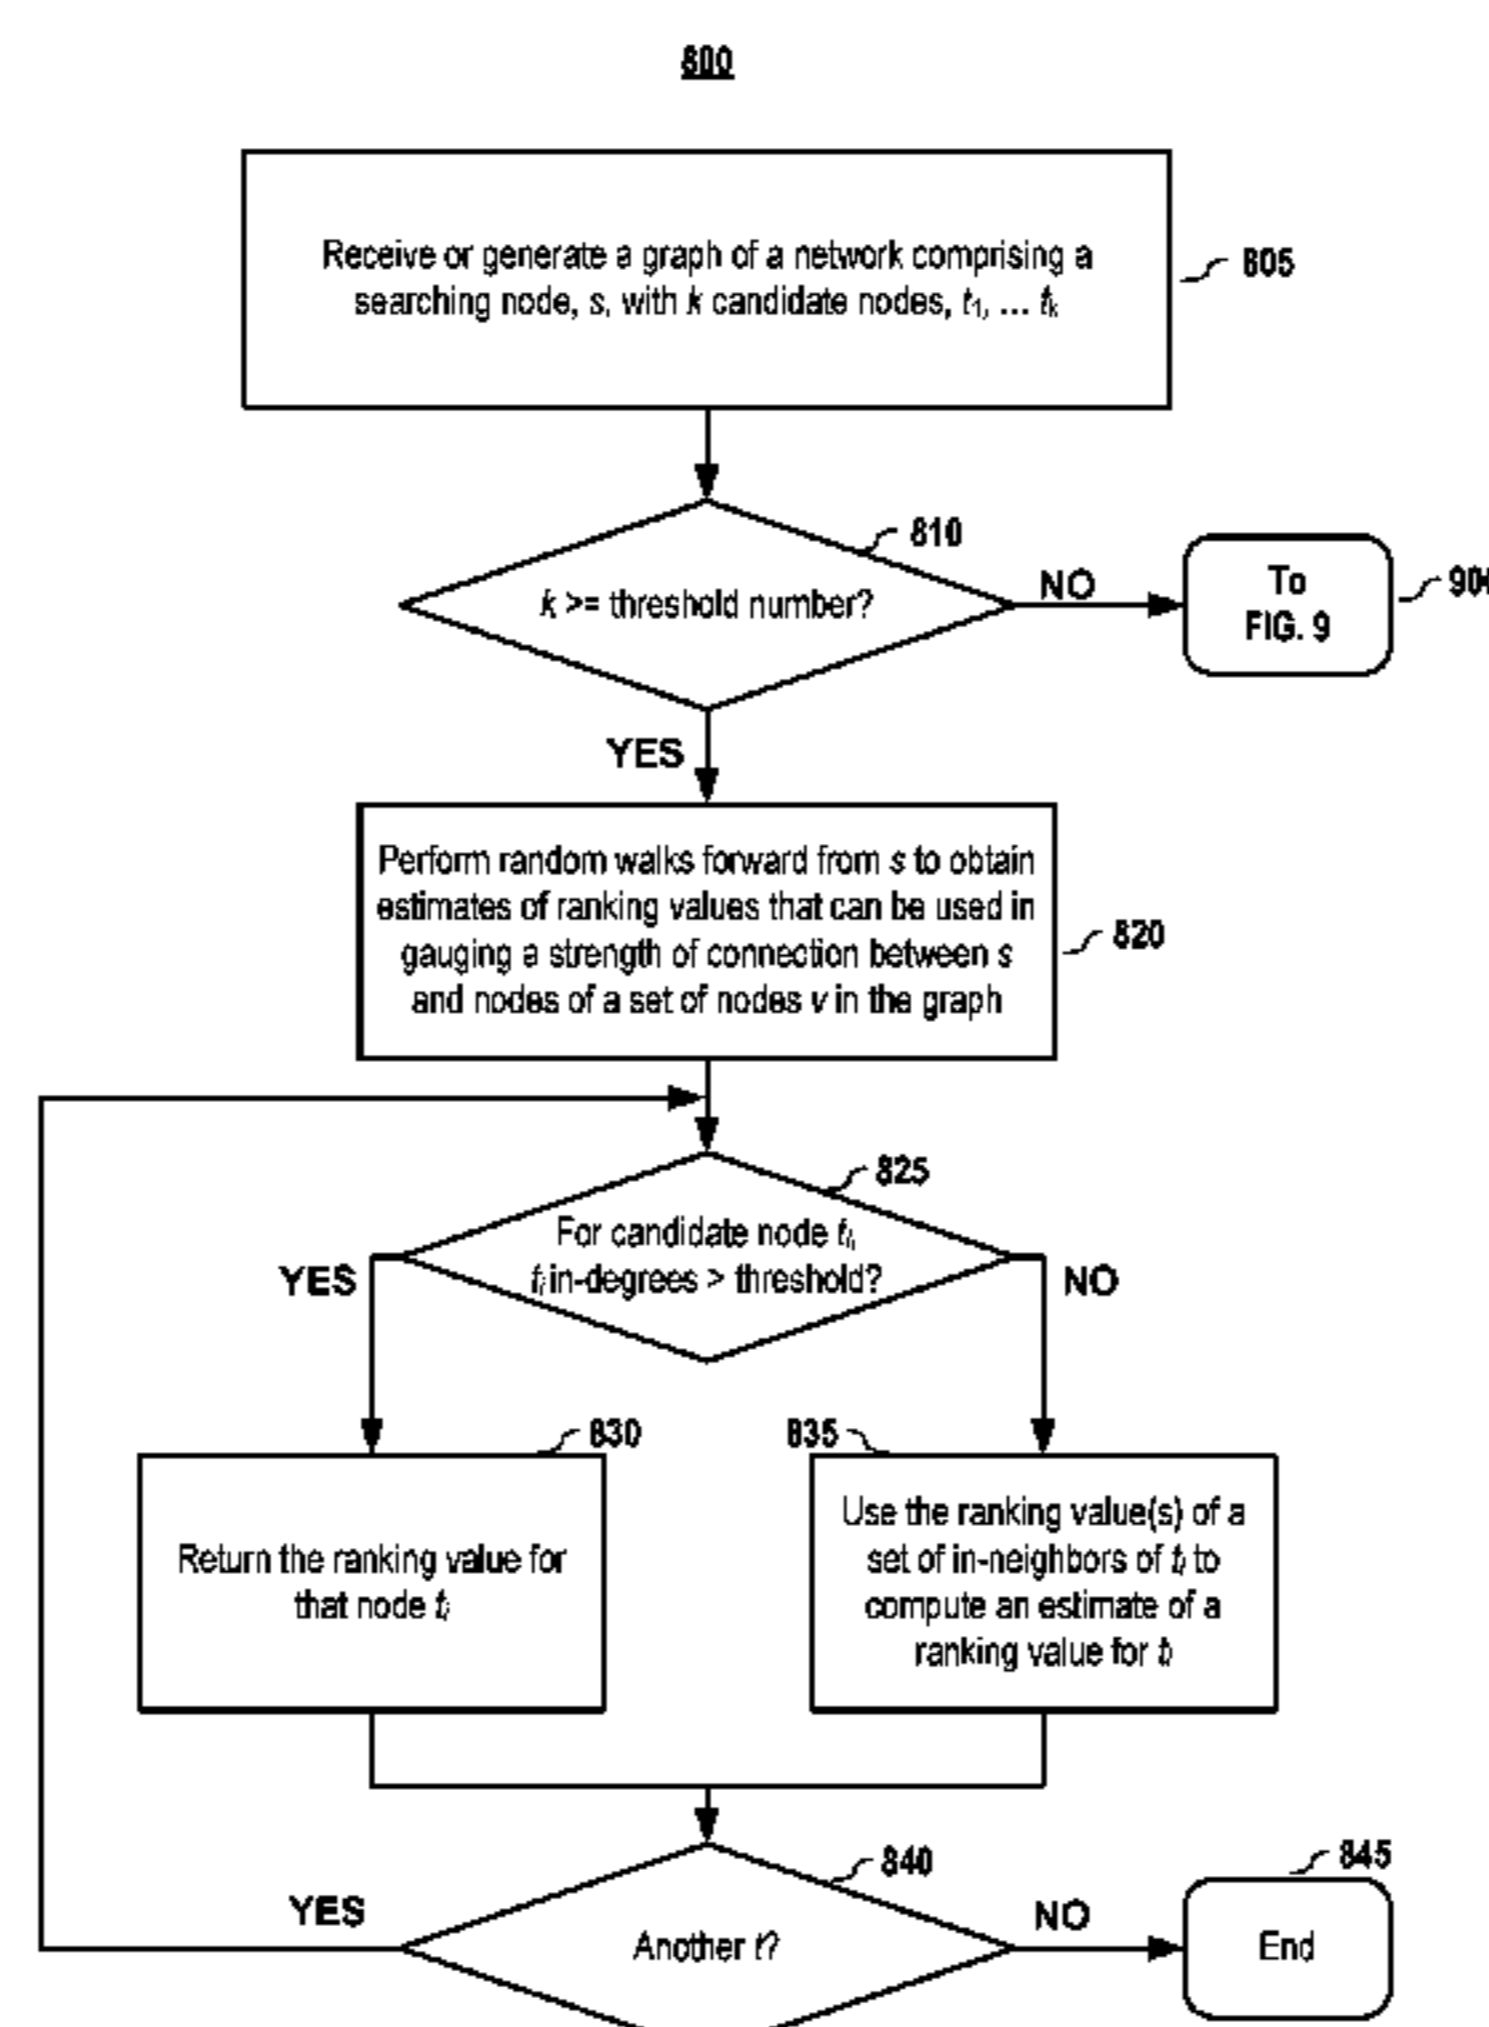 800
Receive or generate a graph of a network comprising a
searching node, s, with k candidate nodes, t1, ... tk
805
810
k >= threshold number?
NO
To
FIG. 9
YES
Perform random walks forward from s to obtain
estimates of ranking values that can be used in
gauging a strength of connection between s
and nodes of a set of nodes v in the graph
820
825
For candidate node ti,
ti in-degrees > threshold?
YES
NO
830
835
Return the ranking value for
that node ti
Use the ranking value(s) of a
set of in-neighbors of ti to
compute an estimate of a
ranking value for ti
840
845
YES
Another t?
NO
End